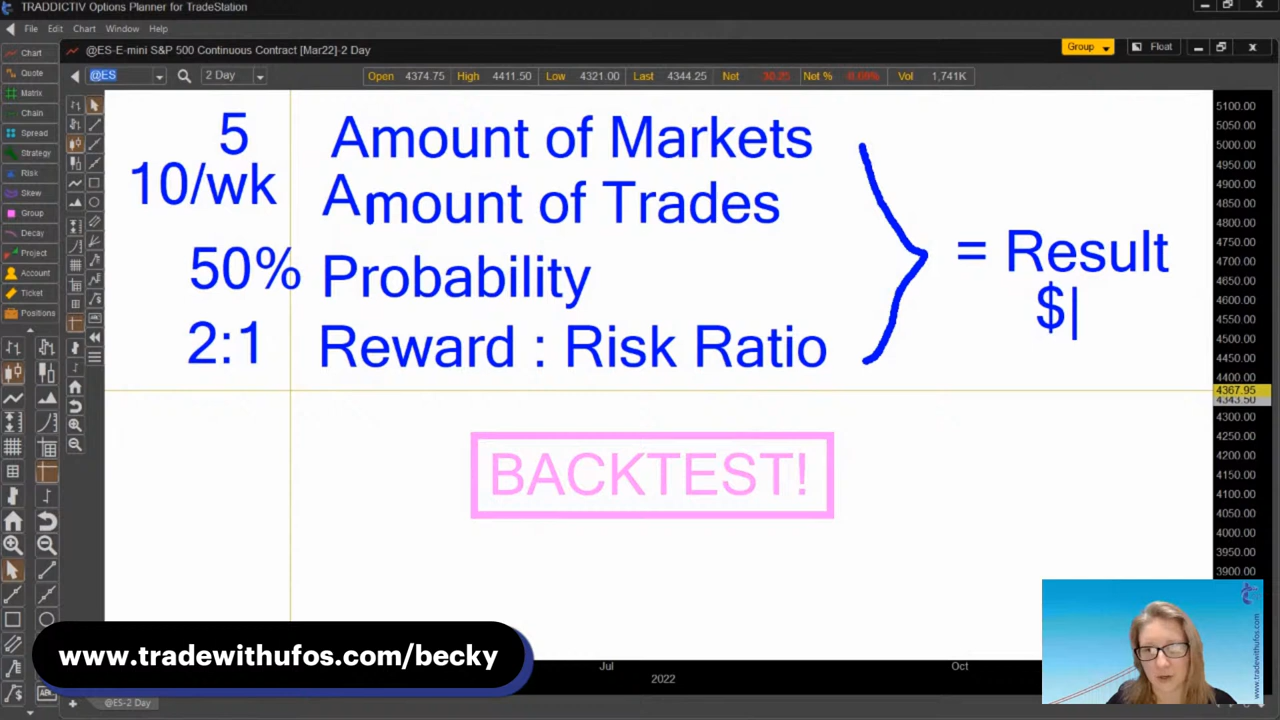 TRADDICTIV Options Planner for TradeStation
File Edit Chart Window Help
@ES-E-mini S&P 500 Continuous Contract [Mar22]-2 Day
Group
Float
@ES
2 Day
Open 4374.75 High 4411.50 Low 4321.00 Last 4344.25 Net -30.25 Net % -0.69% Vol 1,741K
Chart
Quote
Matrix
Chain
Spread
Strategy
Risk
Skew
Group
Decay
Project
Account
Ticket
Positions
5 Amount of Markets
10/wk Amount of Trades
50% Probability
2:1 Reward : Risk Ratio
= Result
$
BACKTEST!
5100.00
5050.00
5000.00
4950.00
4900.00
4850.00
4800.00
4750.00
4700.00
4650.00
4600.00
4550.00
4500.00
4450.00
4400.00
4367.95
4343.50
4300.00
4250.00
4200.00
4150.00
4100.00
4050.00
4000.00
3950.00
3900.00
www.tradewithufos.com/becky
www.tradewithufos.com
Jul
Oct
2022
@ES-2 Day